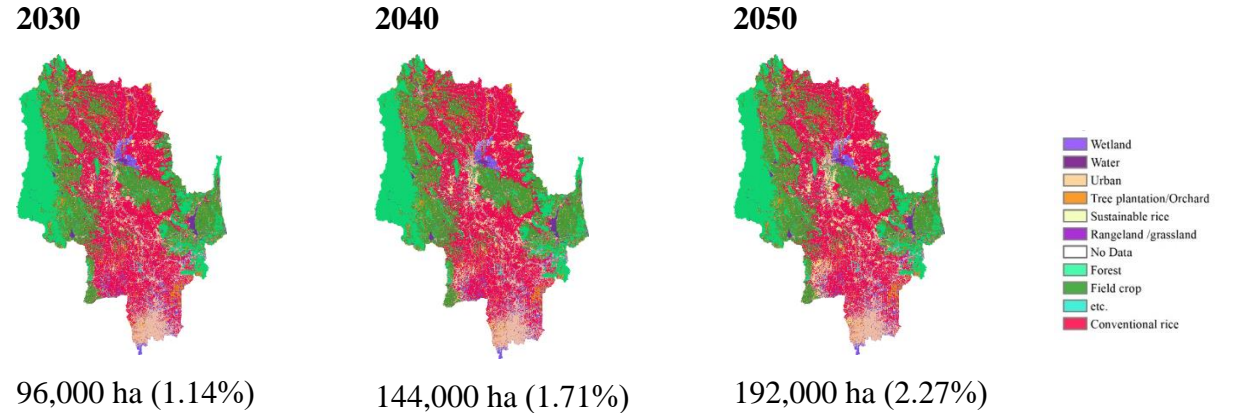 2030
2040
2050
Wetland
Water
Urban
Tree plantation/Orchard
Sustainable rice
Rangeland /grassland
No Data
Forest
Field crop
etc.
Conventional rice
96,000 ha (1.14%)
144,000 ha (1.71%)
192,000 ha (2.27%)